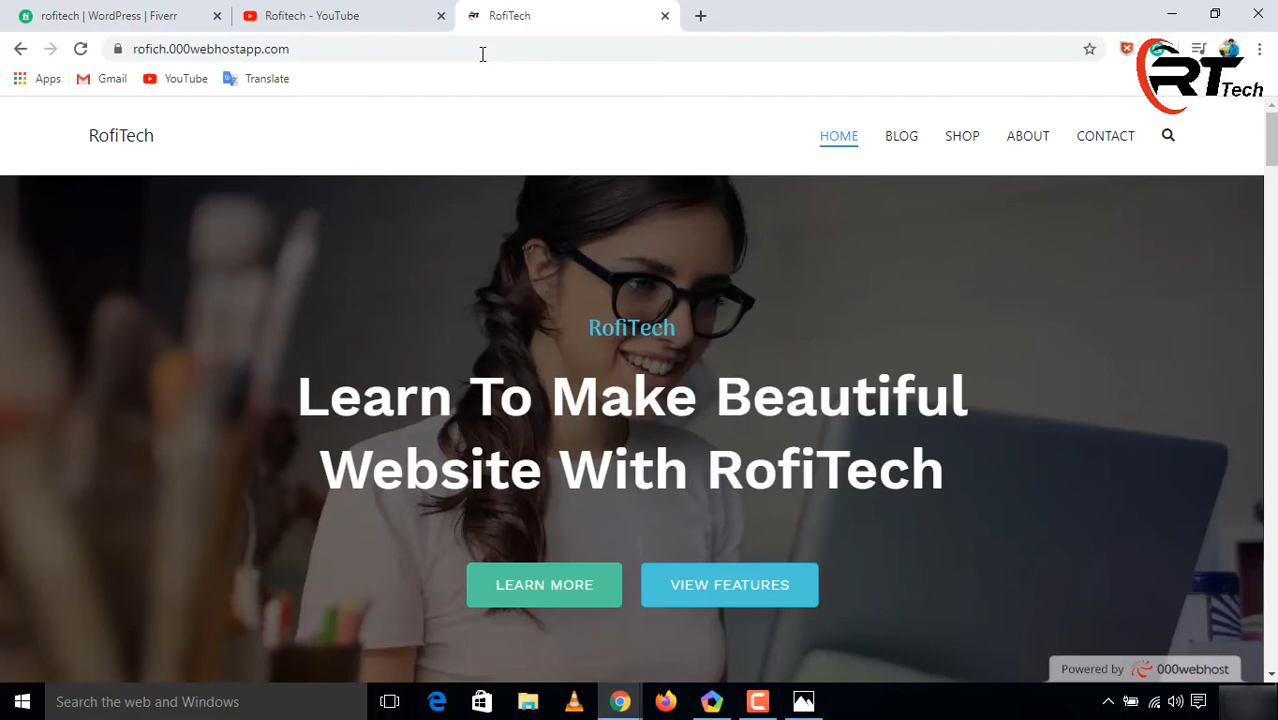 rofitech | WordPress | Fiverr
Rofitech - YouTube
RofiTech
rofich.000webhostapp.com
Apps
Gmail
YouTube
Translate
RT Tech
RofiTech
HOME
BLOG
SHOP
ABOUT
CONTACT
RofiTech
Learn To Make Beautiful
Website With RofiTech
LEARN MORE
VIEW FEATURES
Powered by 000webhost
Search the web and Windows